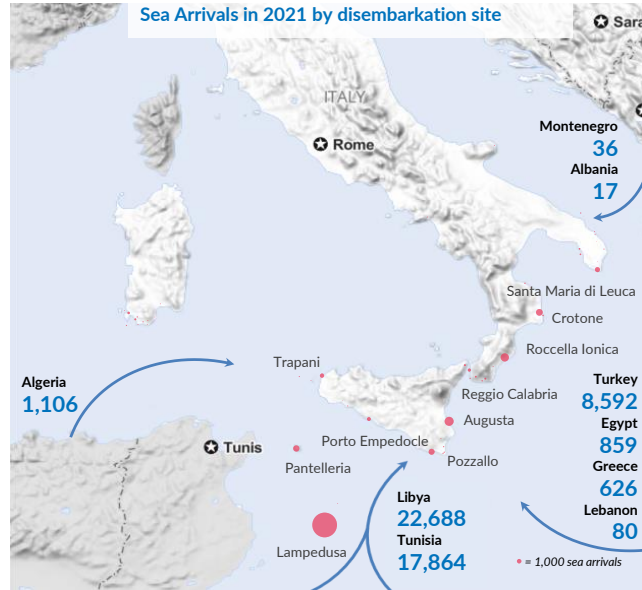 Sea Arrivals in 2021 by disembarkation site
Sara
ITALY
Rome
Montenegro
36
Albania
17
Santa Maria di Leuca
Crotone
Roccella Ionica
Trapani
Algeria
1,106
Reggio Calabria
Turkey
8,592
Augusta
Egypt
859
Tunis
Porto Empedocle
Pozzallo
Pantelleria
Greece
626
Libya
22,688
Lebanon
80
Tunisia
17,864
Lampedusa
= 1,000 sea arrivals